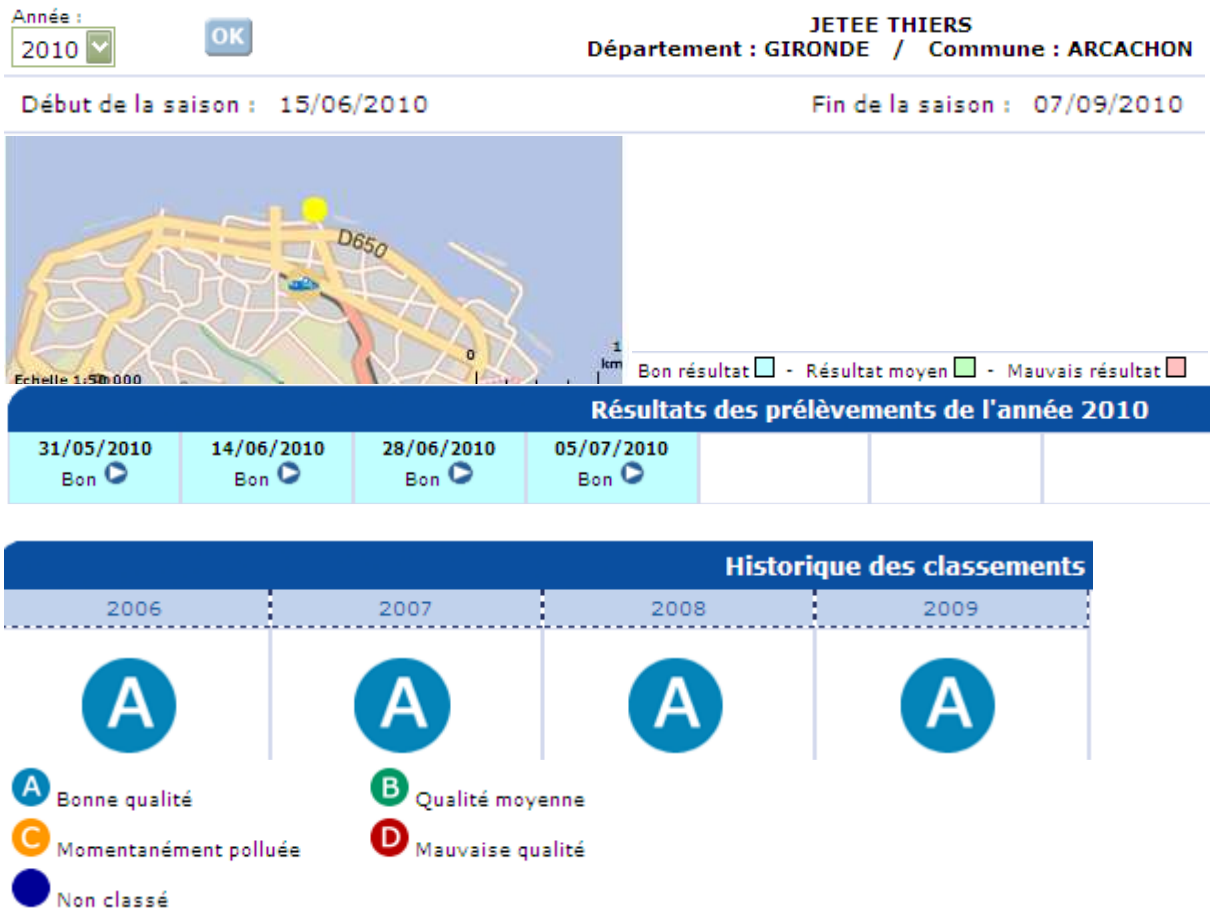 Année :
2010
OK
JETEE THIERS
Département : GIRONDE / Commune : ARCACHON
Début de la saison : 15/06/2010
Fin de la saison : 07/09/2010
D650
0
1
km
Echelle 1:50 000
Bon résultat - Résultat moyen - Mauvais résultat
Résultats des prélèvements de l'année 2010
31/05/2010 14/06/2010 28/06/2010 05/07/2010
Bon Bon Bon Bon
Historique des classements
2006 2007 2008 2009
A A A A
A Bonne qualité B Qualité moyenne
C Momentanément polluée D Mauvaise qualité
Non classé